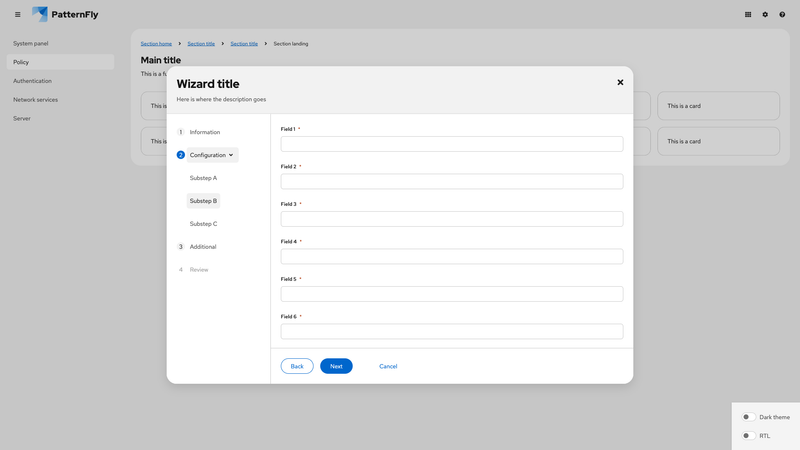 PatternFly
System panel
Policy
Authentication
Network services
Server
Section home
Section title
Section title
Section landing
Main title
This is a fu
This is
This is a card
This is
This is a card
Wizard title
Here is where the description goes
1 Information
2 Configuration
Substep A
Substep B
Substep C
3 Additional
4 Review
Field 1 *
Field 2 *
Field 3 *
Field 4 *
Field 5 *
Field 6 *
Back
Next
Cancel
Dark theme
RTL